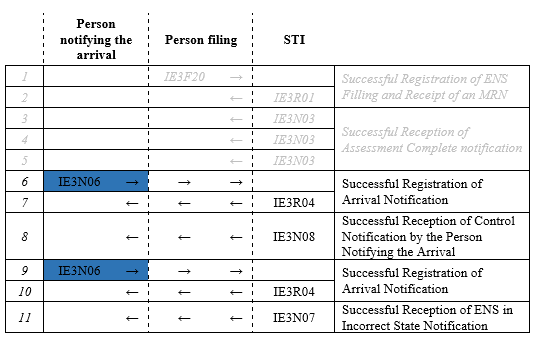 Person notifying the arrival Person filing STI
1 IE3F20 → Successful Registration of ENS
2 ← IE3R01 Filling and Receipt of an MRN
3 ← IE3N03
4 ← IE3N03 Successful Reception of
5 ← IE3N03 Assessment Complete notification
6 IE3N06 → → → Successful Registration of
7 ← ← ← IE3R04 Arrival Notification
8 ← ← ← IE3N08 Successful Reception of Control
Notification by the Person
Notifying the Arrival
9 IE3N06 → → → Successful Registration of
10 ← ← ← IE3R04 Arrival Notification
11 ← ← ← IE3N07 Successful Reception of ENS in
Incorrect State Notification